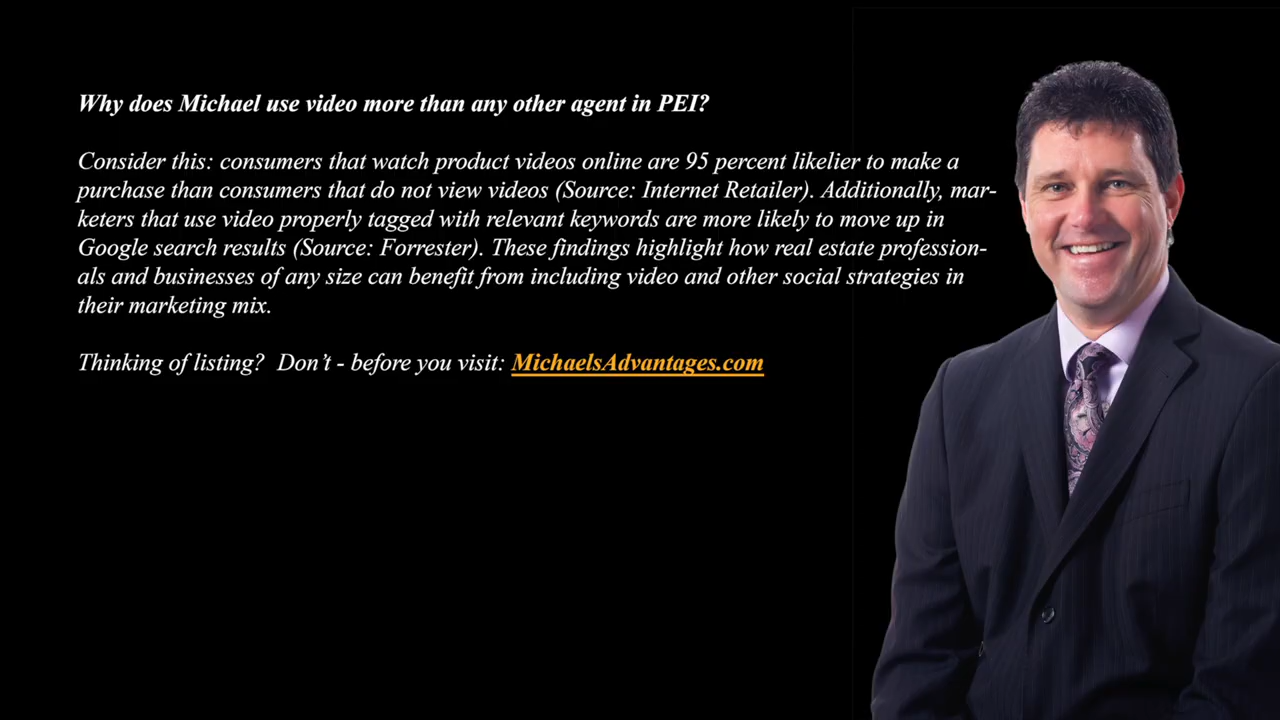 Why does Michael use video more than any other agent in PEI?
Consider this: consumers that watch product videos online are 95 percent likelier to make a
purchase than consumers that do not view videos (Source: Internet Retailer). Additionally, mar-
keters that use video properly tagged with relevant keywords are more likely to move up in
Google search results (Source: Forrester). These findings highlight how real estate profession-
als and businesses of any size can benefit from including video and other social strategies in
their marketing mix.
Thinking of listing?  Don’t - before you visit: MichaelsAdvantages.com